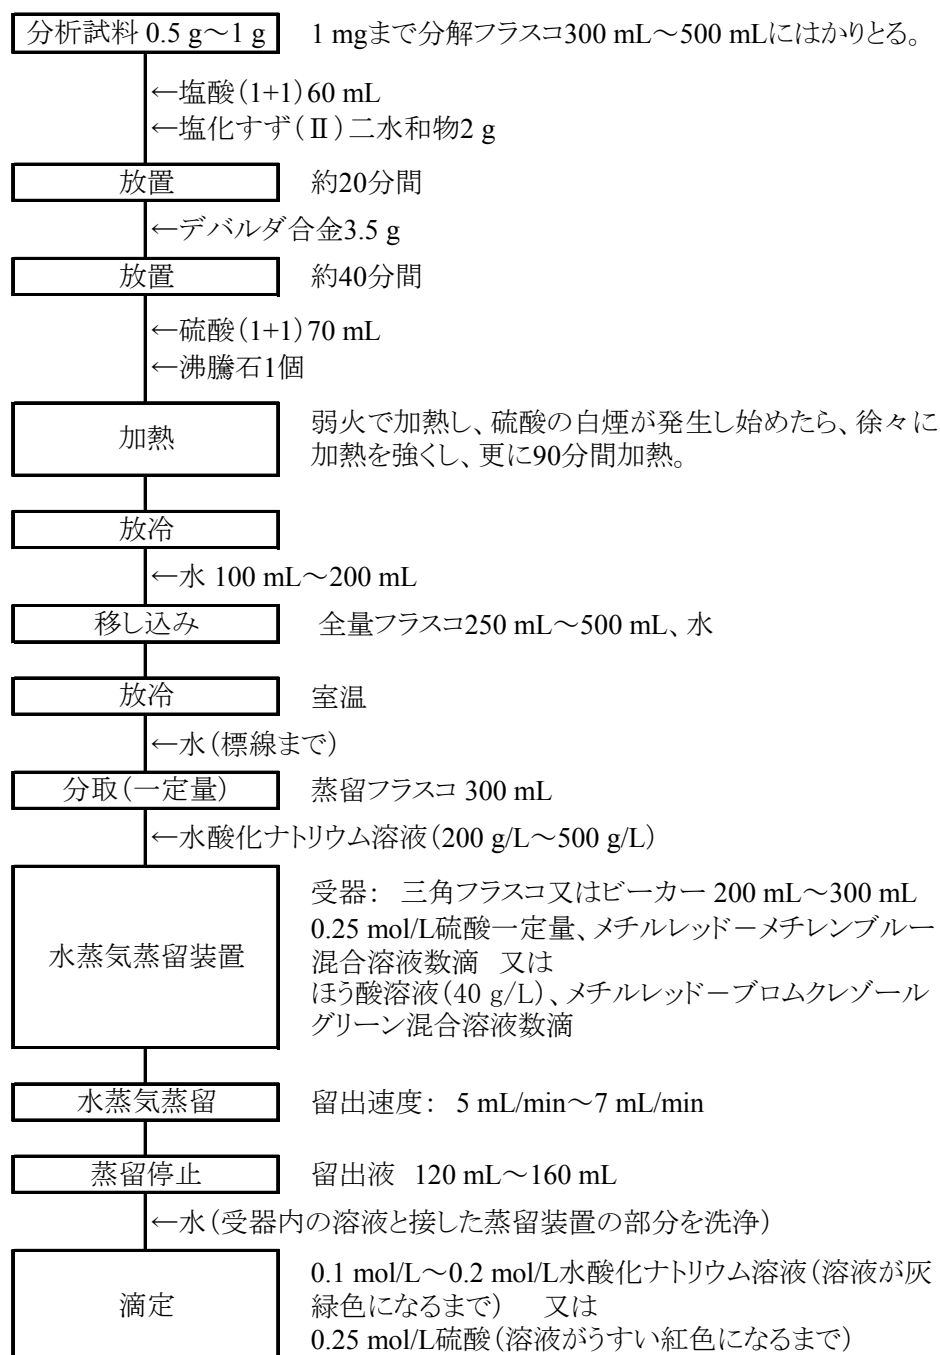 分析試料 0.5 g～1 g　1 mgまで分解フラスコ300 mL～500 mLにはかりとる。
←塩酸（1+1）60 mL
←塩化すず（Ⅱ）二水和物2 g
放置　約20分間
←デバルダ合金3.5 g
放置　約40分間
←硫酸（1+1）70 mL
←沸騰石1個
加熱　弱火で加熱し、硫酸の白煙が発生し始めたら、徐々に
加熱を強くし、更に90分間加熱。
放冷
←水 100 mL～200 mL
移し込み　全量フラスコ250 mL～500 mL、水
放冷　室温
←水（標線まで）
分取（一定量）　蒸留フラスコ 300 mL
←水酸化ナトリウム溶液（200 g/L～500 g/L）
水蒸気蒸留装置　受器：　三角フラスコ又はビーカー 200 mL～300 mL
0.25 mol/L硫酸一定量、メチルレッド－メチレンブルー
混合溶液数滴　又は
ほう酸溶液（40 g/L）、メチルレッド－ブロムクレゾール
グリーン混合溶液数滴
水蒸気蒸留　留出速度：　5 mL/min～7 mL/min
蒸留停止　留出液　120 mL～160 mL
←水（受器内の溶液と接した蒸留装置の部分を洗浄）
滴定　0.1 mol/L～0.2 mol/L水酸化ナトリウム溶液（溶液が灰
緑色になるまで）　又は
0.25 mol/L硫酸（溶液がうすい紅色になるまで）